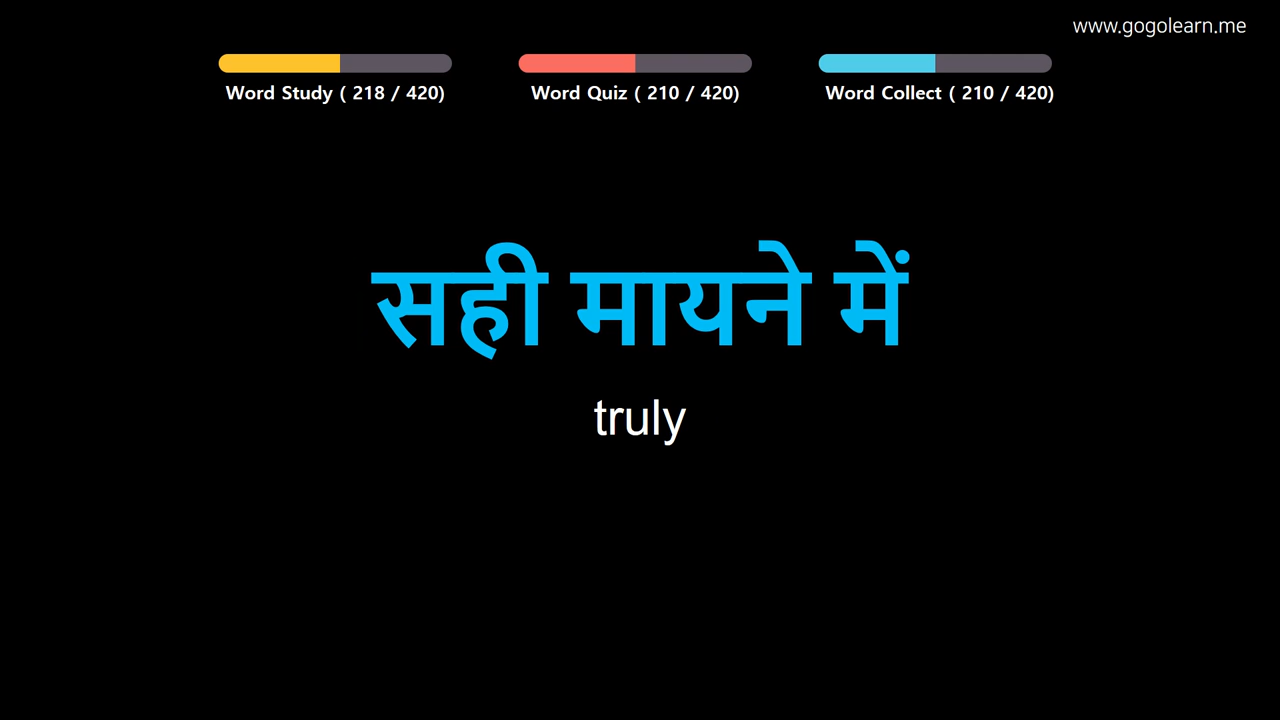 www.gogolearn.me
Word Study ( 218 / 420)
Word Quiz ( 210 / 420)
Word Collect ( 210 / 420)
सही मायने में
truly